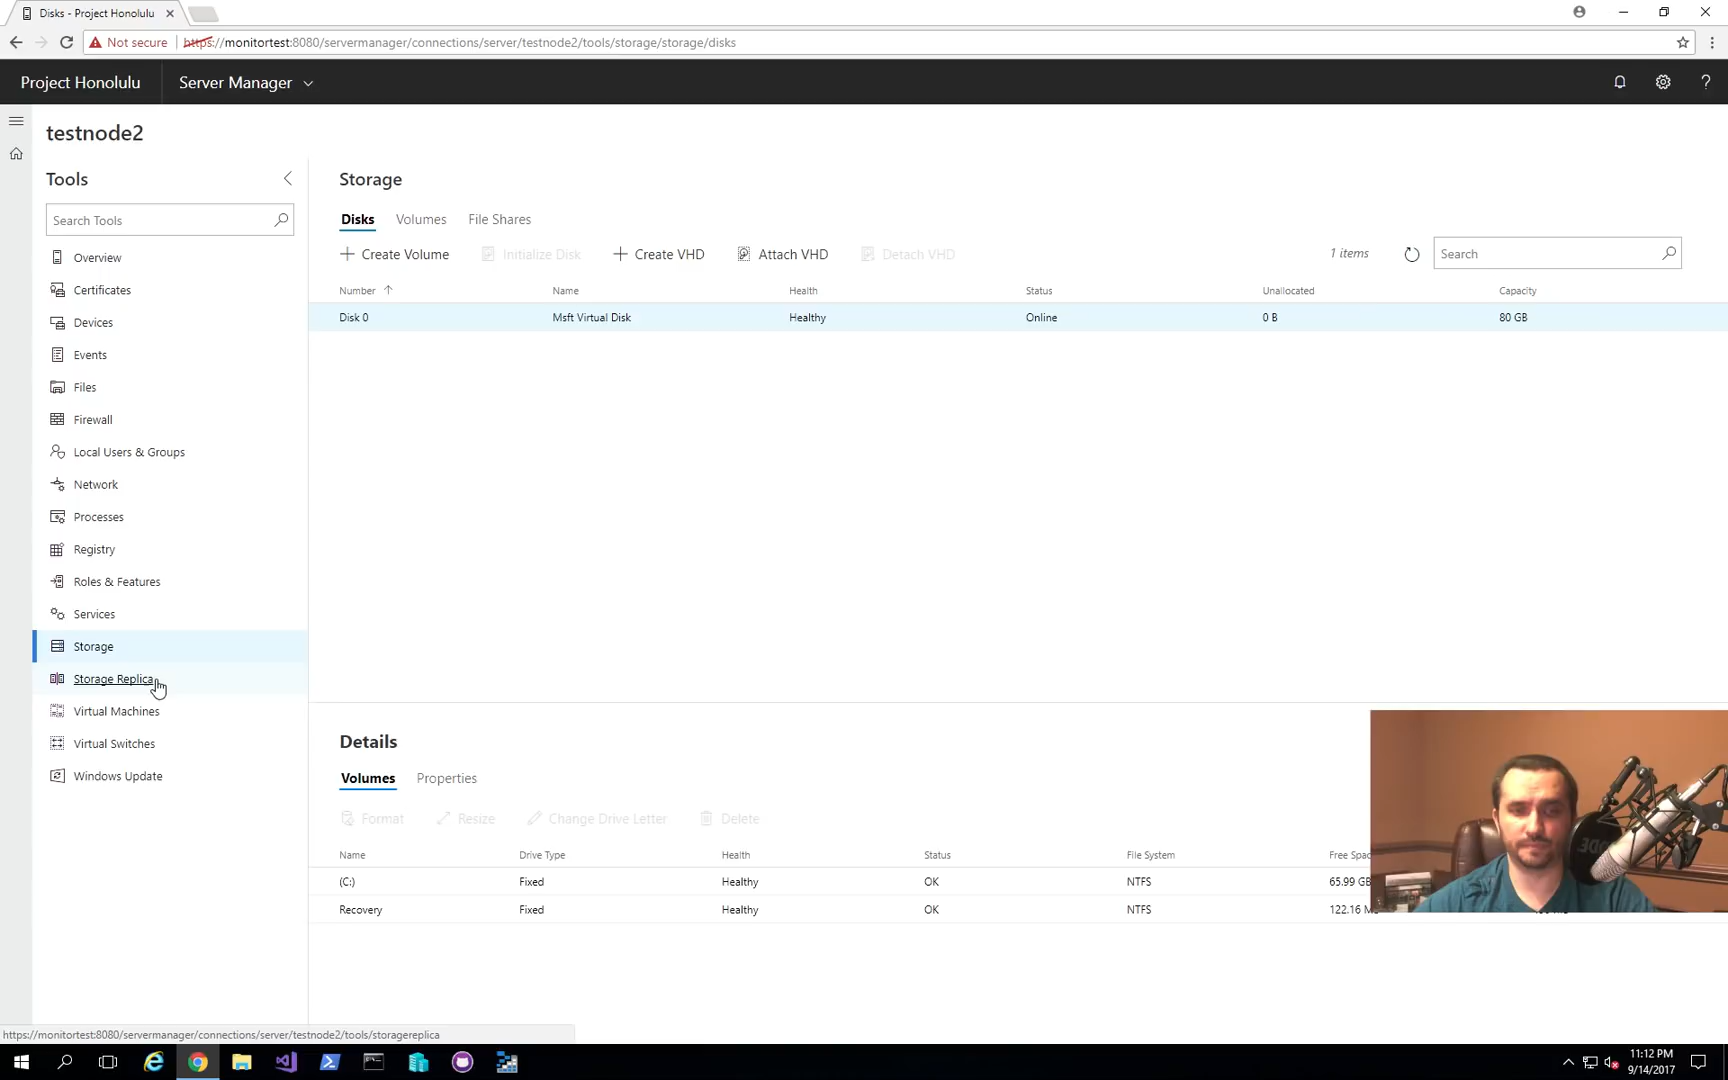 Disks - Project Honolulu
Not secure https://monitortest:8080/servermanager/connections/server/testnode2/tools/storage/storage/disks
Project Honolulu Server Manager
testnode2
Tools
Search Tools
Overview
Certificates
Devices
Events
Files
Firewall
Local Users & Groups
Network
Processes
Registry
Roles & Features
Services
Storage
Storage Replica
Virtual Machines
Virtual Switches
Windows Update
Storage
Disks Volumes File Shares
Create Volume Initialize Disk Create VHD Attach VHD Detach VHD 1 items Search
Number Name Health Status Unallocated Capacity
Disk 0 Msft Virtual Disk Healthy Online 0 B 80 GB
Details
Volumes Properties
Format Resize Change Drive Letter Delete
Name Drive Type Health Status File System Free Spac
(C:) Fixed Healthy OK NTFS 65.99 GB
Recovery Fixed Healthy OK NTFS 122.16 M
https://monitortest:8080/servermanager/connections/server/testnode2/tools/storagereplica
11:12 PM
9/14/2017